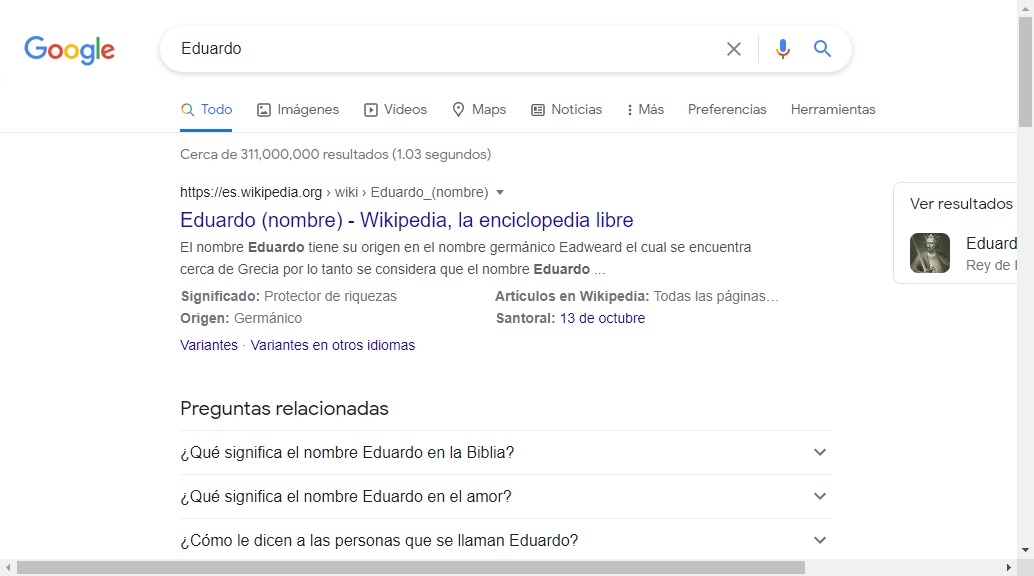 Google
Eduardo
Todo Imágenes Vídeos Maps Noticias Más Preferencias Herramientas
Cerca de 311,000,000 resultados (1.03 segundos)
https://es.wikipedia.org › wiki › Eduardo_(nombre)
Eduardo (nombre) - Wikipedia, la enciclopedia libre
El nombre Eduardo tiene su origen en el nombre germánico Eadweard el cual se encuentra
cerca de Grecia por lo tanto se considera que el nombre Eduardo ...
Significado: Protector de riquezas
Artículos en Wikipedia: Todas las páginas…
Origen: Germánico
Santoral: 13 de octubre
Variantes · Variantes en otros idiomas
Ver resultados
Eduard
Rey de
Preguntas relacionadas
¿Qué significa el nombre Eduardo en la Biblia?
¿Qué significa el nombre Eduardo en el amor?
¿Cómo le dicen a las personas que se llaman Eduardo?